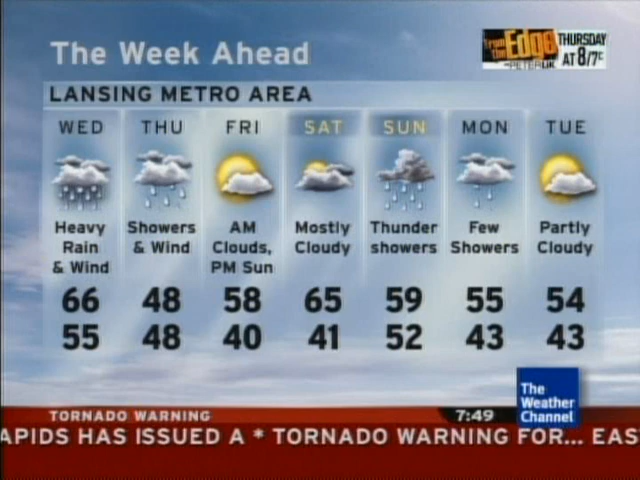 The Week Ahead
from the Edge
with PETER LIK
THURSDAY
AT 8/7c
LANSING METRO AREA
WED THU FRI SAT SUN MON TUE
Heavy Rain & Wind
Showers & Wind
AM Clouds, PM Sun
Mostly Cloudy
Thunder showers
Few Showers
Partly Cloudy
66 48 58 65 59 55 54
55 48 40 41 52 43 43
The Weather Channel
TORNADO WARNING 7:49
APIDS HAS ISSUED A * TORNADO WARNING FOR... EAS